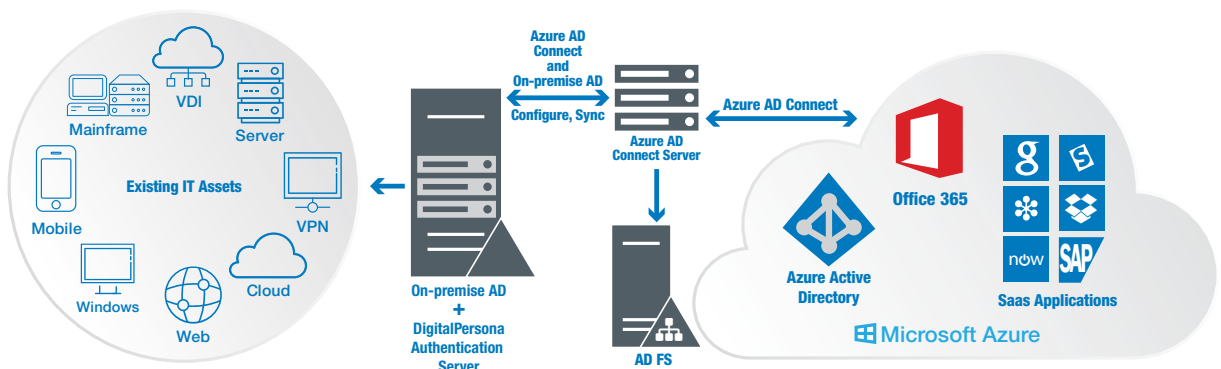 VDI
Mainframe
Server
Existing IT Assets
Mobile
VPN
Windows
Cloud
Web
Azure AD
Connect
and
On-premise AD
Configure, Sync
On-premise AD
+
DigitalPersona
Authentication
Server
Azure AD
Connect Server
AD FS
Azure AD Connect
Office 365
Azure Active
Directory
g
S
now
SAP
Saas Applications
Microsoft Azure